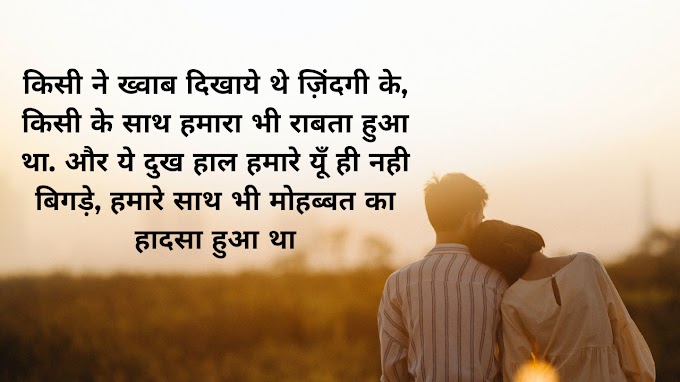 किसी ने ख्वाब दिखाये थे ज़िंदगी के,
किसी के साथ हमारा भी राबता हुआ
था. और ये दुख हाल हमारे यूँ ही नही
बिगड़े, हमारे साथ भी मोहब्बत का
हादसा हुआ था